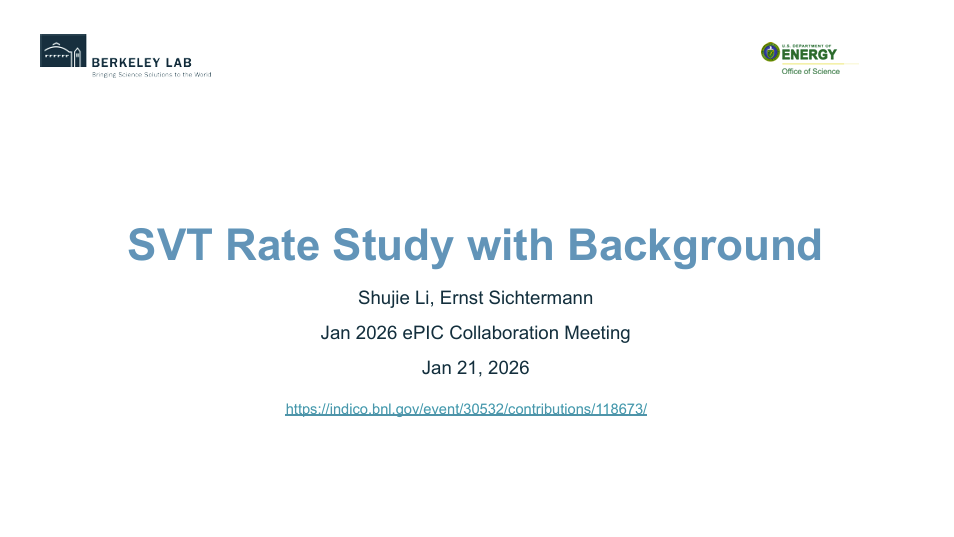 BERKELEY LAB
Bringing Science Solutions to the World
U.S. DEPARTMENT OF
ENERGY
Office of Science
SVT Rate Study with Background
Shujie Li, Ernst Sichtermann
Jan 2026 ePIC Collaboration Meeting
Jan 21, 2026
https://indico.bnl.gov/event/30532/contributions/118673/